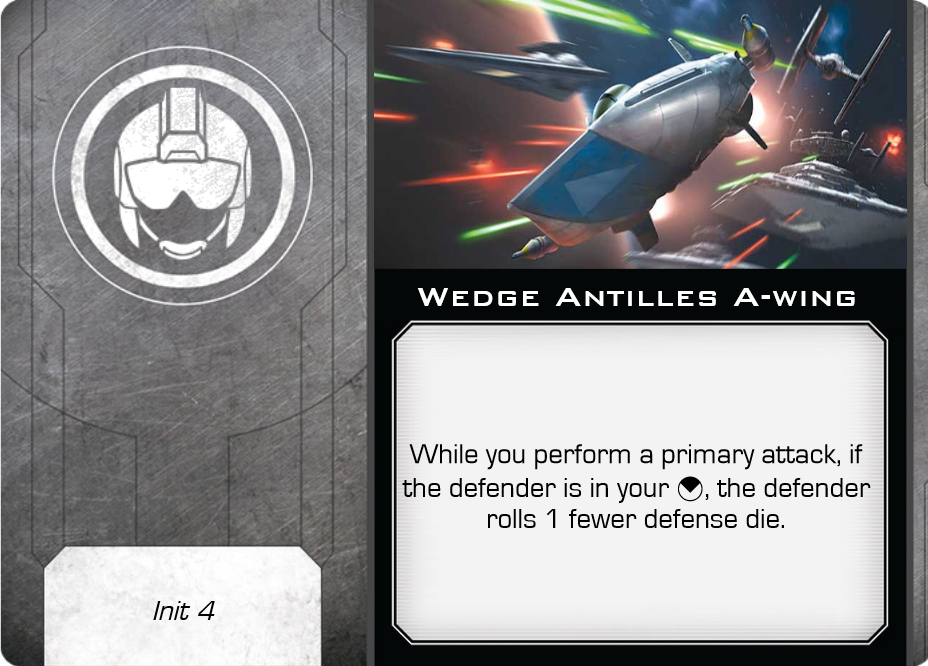 Wedge Antilles A-wing
While you perform a primary attack, if
the defender is in your , the defender
rolls 1 fewer defense die.
Init 4